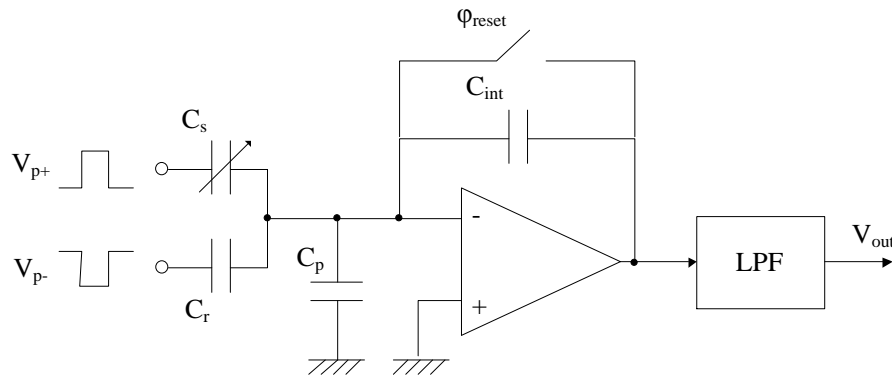 φreset
Cint
Cs
Vp+
Vp-
Cr
Cp
-
+
LPF
Vout